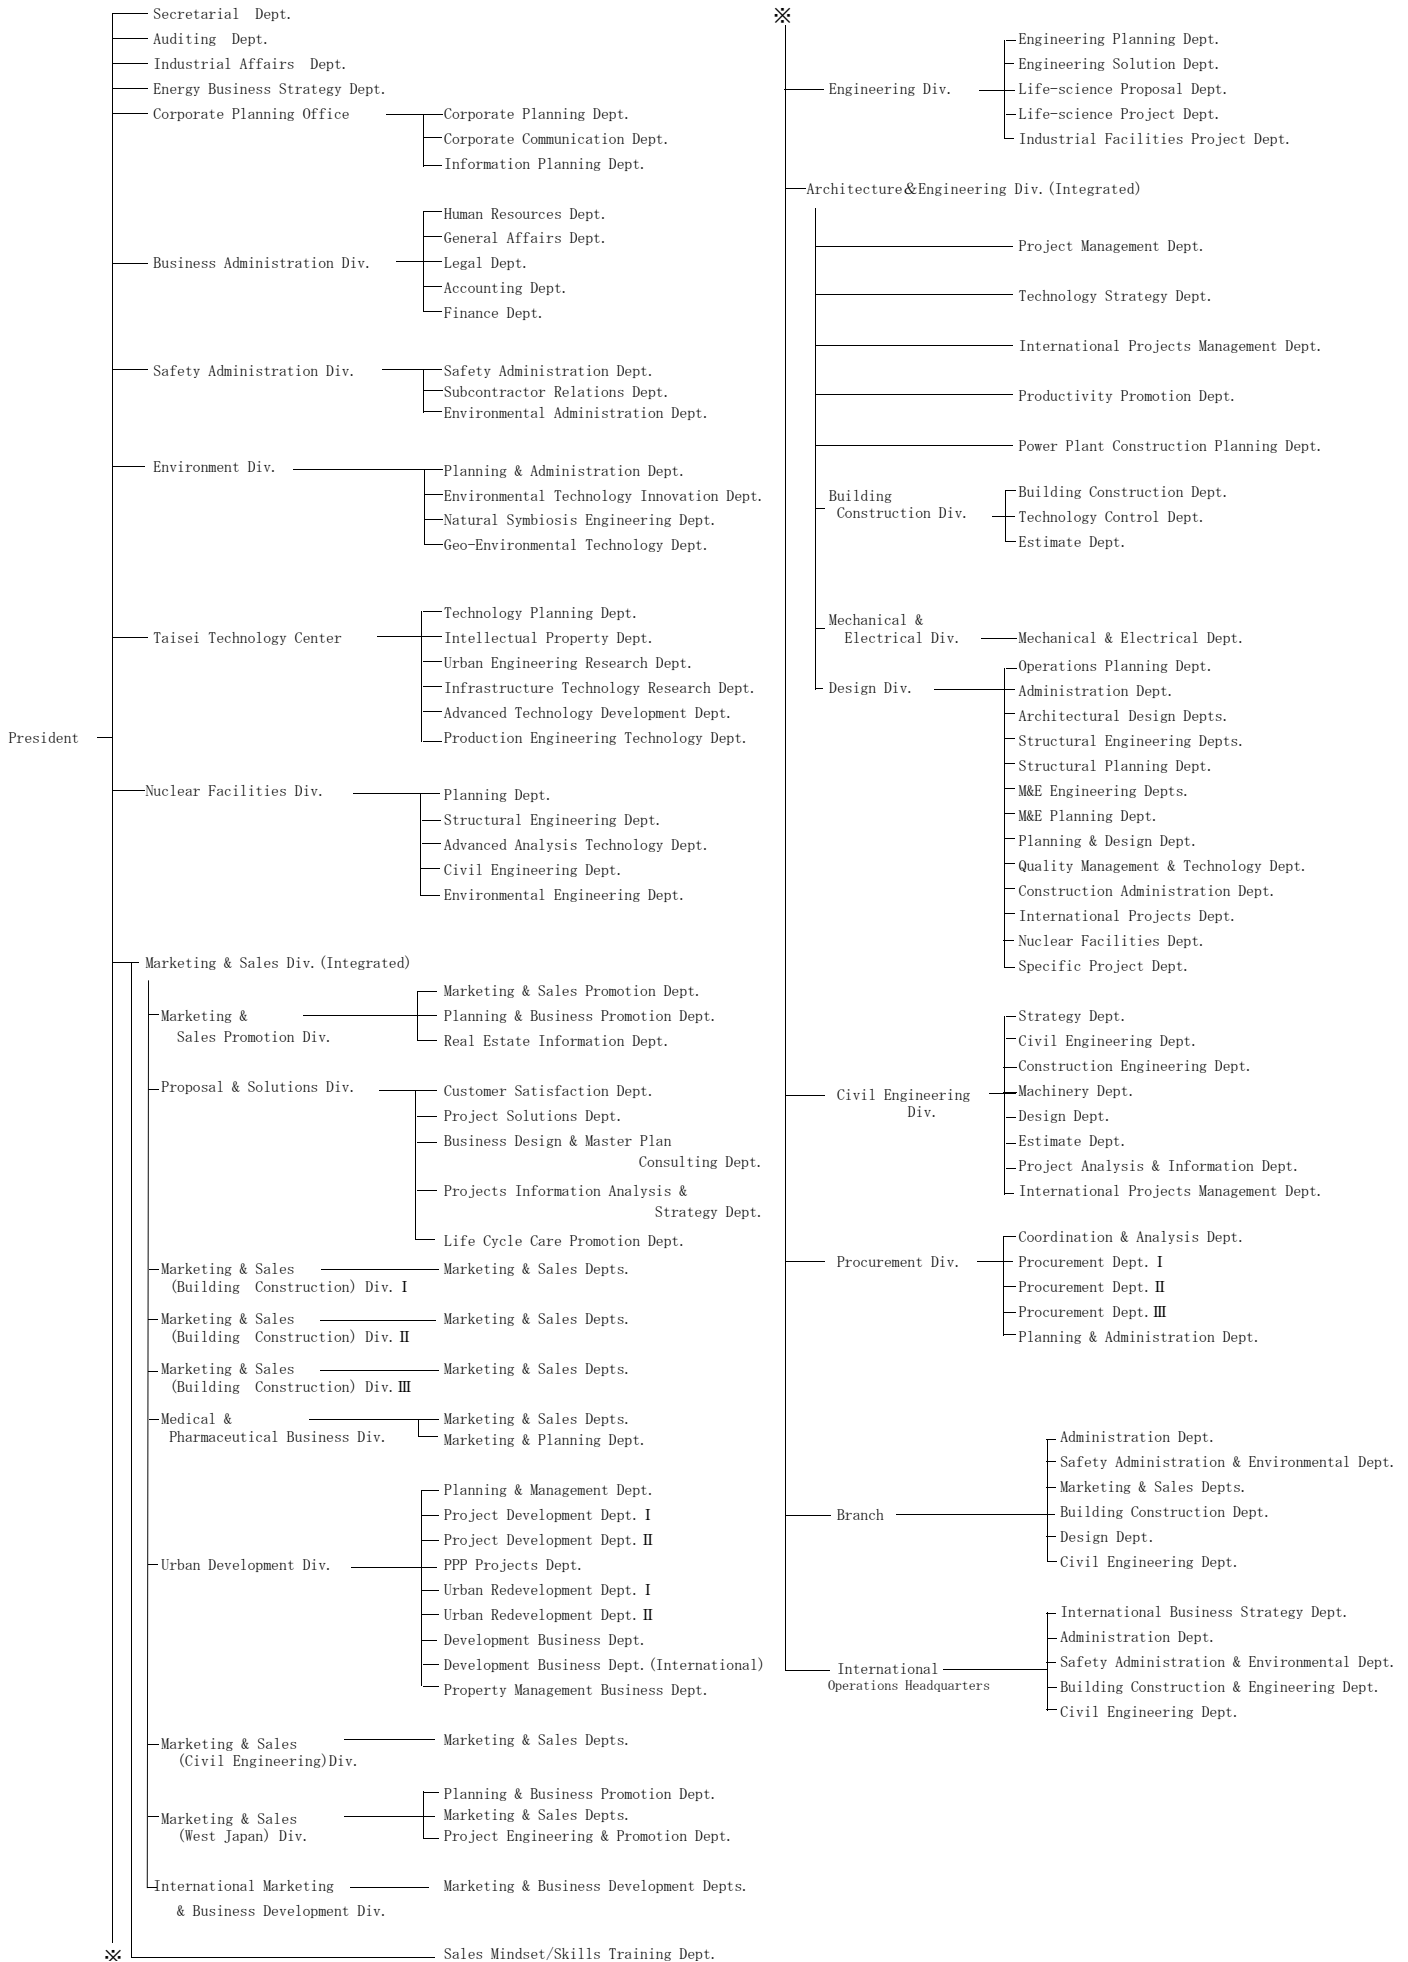 Secretarial Dept.
Auditing Dept.
Industrial Affairs Dept.
Energy Business Strategy Dept.
Corporate Planning Office
Corporate Planning Dept.
Corporate Communication Dept.
Information Planning Dept.
Human Resources Dept.
General Affairs Dept.
Business Administration Div.
Legal Dept.
Accounting Dept.
Finance Dept.
Safety Administration Div.
Safety Administration Dept.
Subcontractor Relations Dept.
Environmental Administration Dept.
Environment Div.
Planning & Administration Dept.
Environmental Technology Innovation Dept.
Natural Symbiosis Engineering Dept.
Geo-Environmental Technology Dept.
Technology Planning Dept.
Taisei Technology Center
Intellectual Property Dept.
Urban Engineering Research Dept.
Infrastructure Technology Research Dept.
Advanced Technology Development Dept.
President
Production Engineering Technology Dept.
Nuclear Facilities Div.
Planning Dept.
Structural Engineering Dept.
Advanced Analysis Technology Dept.
Civil Engineering Dept.
Environmental Engineering Dept.
Marketing & Sales Div.(Integrated)
Marketing &
Sales Promotion Div.
Marketing & Sales Promotion Dept.
Planning & Business Promotion Dept.
Real Estate Information Dept.
Proposal & Solutions Div.
Customer Satisfaction Dept.
Project Solutions Dept.
Business Design & Master Plan
Consulting Dept.
Projects Information Analysis &
Strategy Dept.
Life Cycle Care Promotion Dept.
Marketing & Sales
(Building Construction) Div.Ⅰ
Marketing & Sales Depts.
Marketing & Sales
(Building Construction) Div.Ⅱ
Marketing & Sales Depts.
Marketing & Sales
(Building Construction) Div.Ⅲ
Marketing & Sales Depts.
Medical &
Pharmaceutical Business Div.
Marketing & Sales Depts.
Marketing & Planning Dept.
Planning & Management Dept.
Project Development Dept.Ⅰ
Project Development Dept.Ⅱ
Urban Development Div.
PPP Projects Dept.
Urban Redevelopment Dept.Ⅰ
Urban Redevelopment Dept.Ⅱ
Development Business Dept.
Development Business Dept.(International)
Property Management Business Dept.
Marketing & Sales
(Civil Engineering)Div.
Marketing & Sales Depts.
Marketing & Sales
(West Japan) Div.
Planning & Business Promotion Dept.
Marketing & Sales Depts.
Project Engineering & Promotion Dept.
International Marketing
& Business Development Div.
Marketing & Business Development Depts.
※
Sales Mindset/Skills Training Dept.
※
Engineering Planning Dept.
Engineering Solution Dept.
Engineering Div.
Life-science Proposal Dept.
Life-science Project Dept.
Industrial Facilities Project Dept.
Architecture&Engineering Div.(Integrated)
Project Management Dept.
Technology Strategy Dept.
International Projects Management Dept.
Productivity Promotion Dept.
Power Plant Construction Planning Dept.
Building
Construction Div.
Building Construction Dept.
Technology Control Dept.
Estimate Dept.
Mechanical &
Electrical Div.
Mechanical & Electrical Dept.
Operations Planning Dept.
Design Div.
Administration Dept.
Architectural Design Depts.
Structural Engineering Depts.
Structural Planning Dept.
M&E Engineering Depts.
M&E Planning Dept.
Planning & Design Dept.
Quality Management & Technology Dept.
Construction Administration Dept.
International Projects Dept.
Nuclear Facilities Dept.
Specific Project Dept.
Civil Engineering
Div.
Strategy Dept.
Civil Engineering Dept.
Construction Engineering Dept.
Machinery Dept.
Design Dept.
Estimate Dept.
Project Analysis & Information Dept.
International Projects Management Dept.
Coordination & Analysis Dept.
Procurement Div.
Procurement Dept.Ⅰ
Procurement Dept.Ⅱ
Procurement Dept.Ⅲ
Planning & Administration Dept.
Administration Dept.
Safety Administration & Environmental Dept.
Marketing & Sales Depts.
Branch
Building Construction Dept.
Design Dept.
Civil Engineering Dept.
International Business Strategy Dept.
Administration Dept.
International
Operations Headquarters
Safety Administration & Environmental Dept.
Building Construction & Engineering Dept.
Civil Engineering Dept.